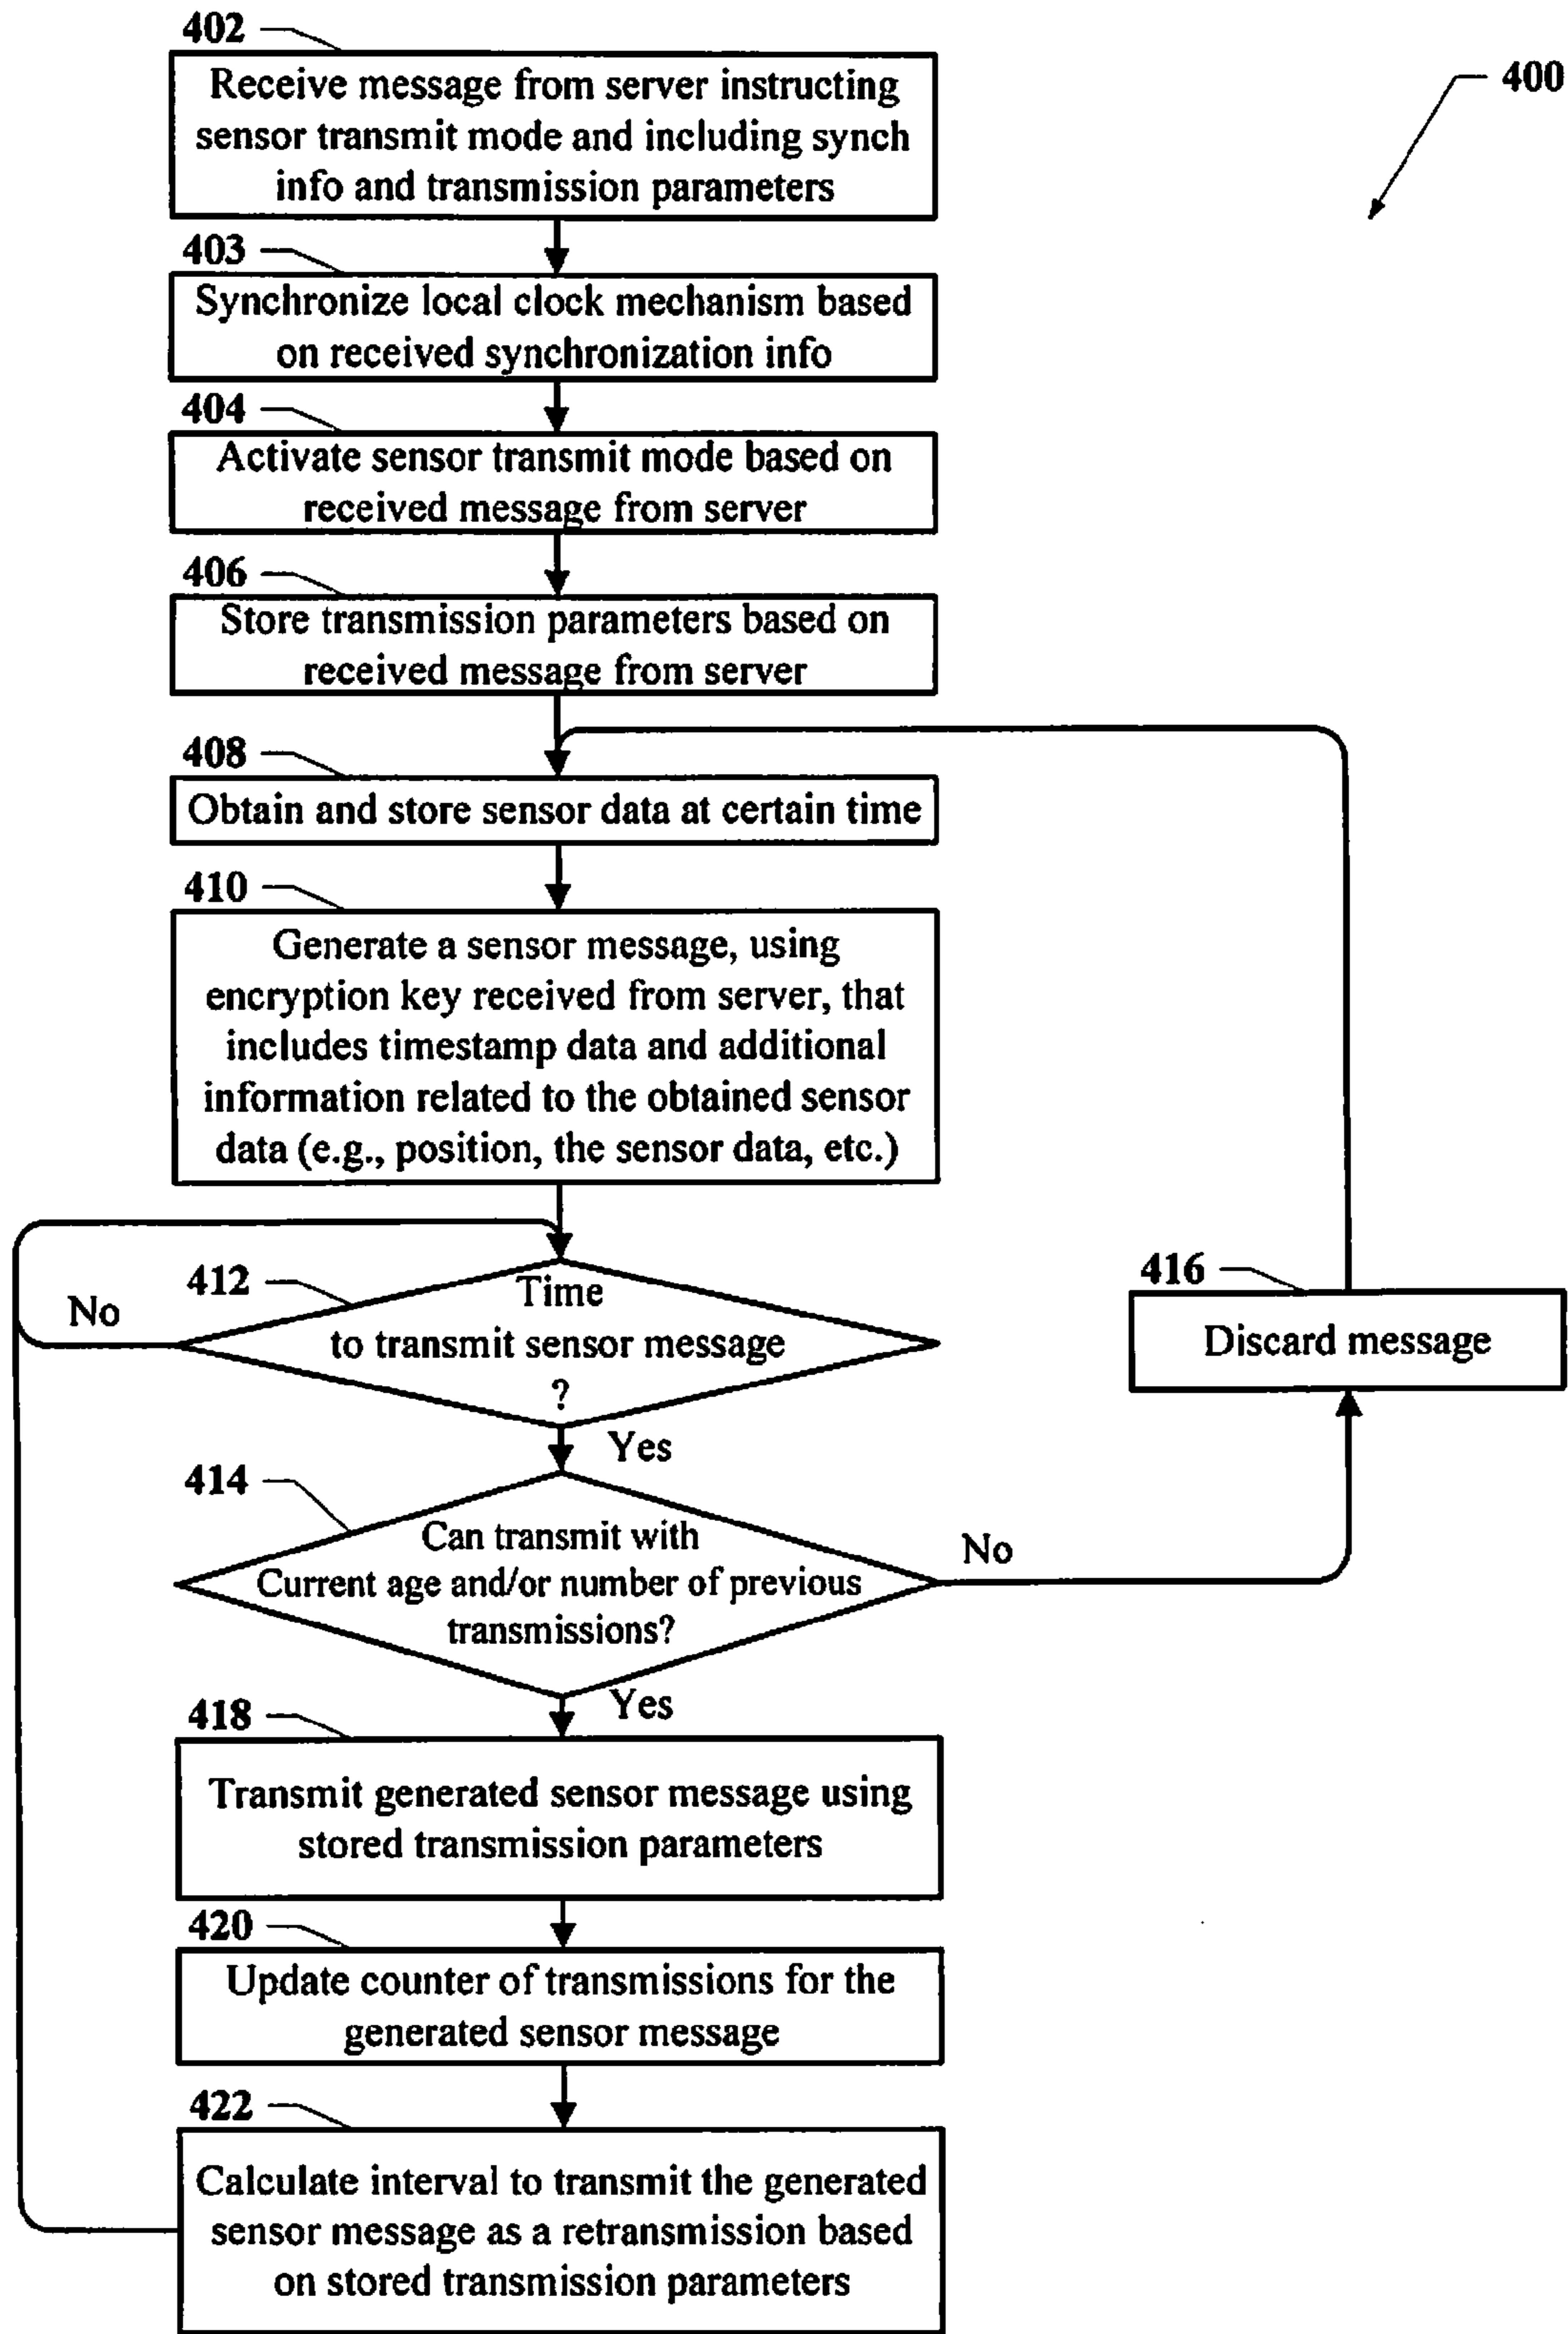 402
400
Receive message from server instructing
sensor transmit mode and including synch
info and transmission parameters
403
Synchronize local clock mechanism based
on received synchronization info
404
Activate sensor transmit mode based on
received message from server
406
Store transmission parameters based on
received message from server
408
Obtain and store sensor data at certain time
410
Generate a sensor message, using
encryption key received from server, that
includes timestamp data and additional
information related to the obtained sensor
data (e.g., position, the sensor data, etc.)
412
Time
to transmit sensor message
?
No
Yes
416
Discard message
414
Can transmit with
Current age and/or number of previous
transmissions?
No
Yes
418
Transmit generated sensor message using
stored transmission parameters
420
Update counter of transmissions for the
generated sensor message
422
Calculate interval to transmit the generated
sensor message as a retransmission based
on stored transmission parameters